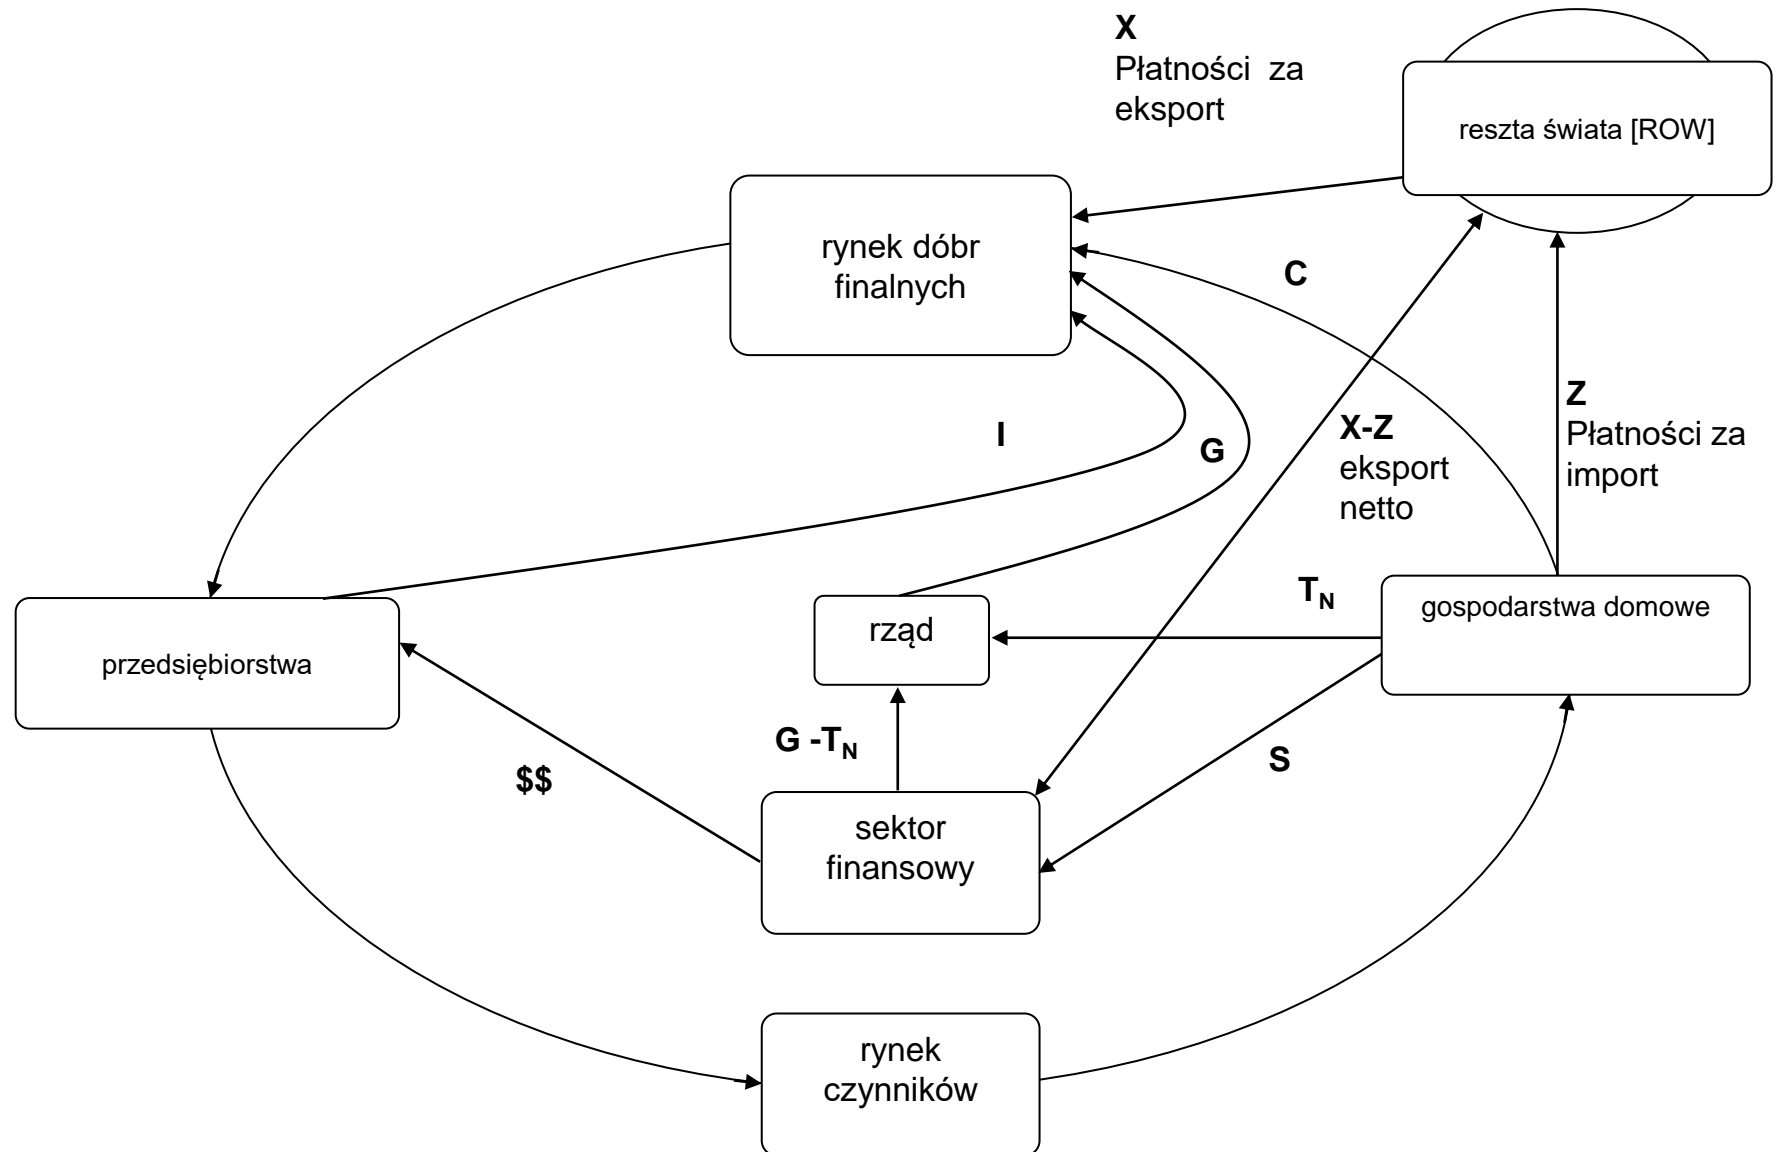 X
Płatności za
eksport
reszta świata [ROW]
rynek dóbr
finalnych
C
Z
Płatności za
import
X-Z
eksport
netto
I
G
T_N
gospodarstwa domowe
rząd
przedsiębiorstwa
G -T_N
S
$$
sektor
finansowy
rynek
czynników